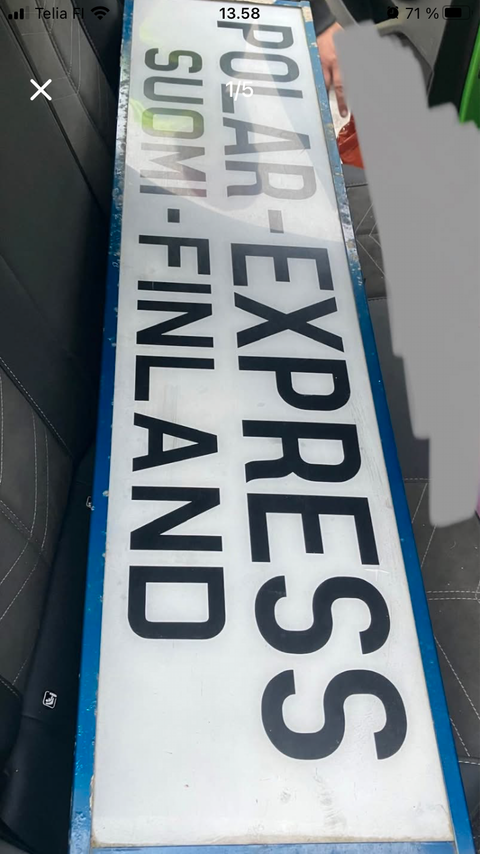 Telia FI 13.58 71 %
1/5
POLAR-EXPRESS
SUOMI-FINLAND